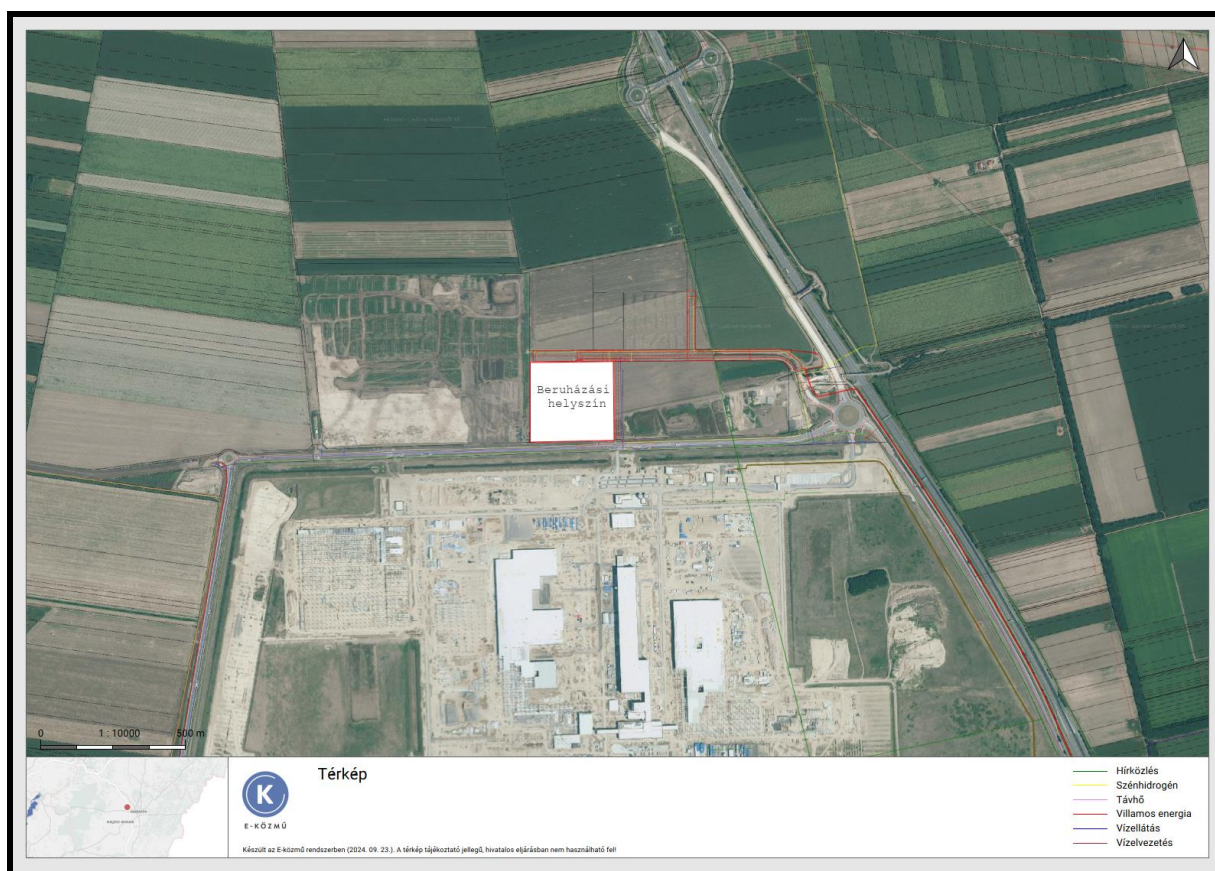 Beruházási
helyszín
0 1 : 10000 500 m
Térkép
K
E-KÖZMŰ
Készült az E-közmű rendszerben (2024. 09. 23.). A térkép tájékoztató jellegű, hivatalos eljárásban nem használható fel!
Hírközlés
Szénhidrogén
Távhő
Villamos energia
Vízellátás
Vízelvezetés